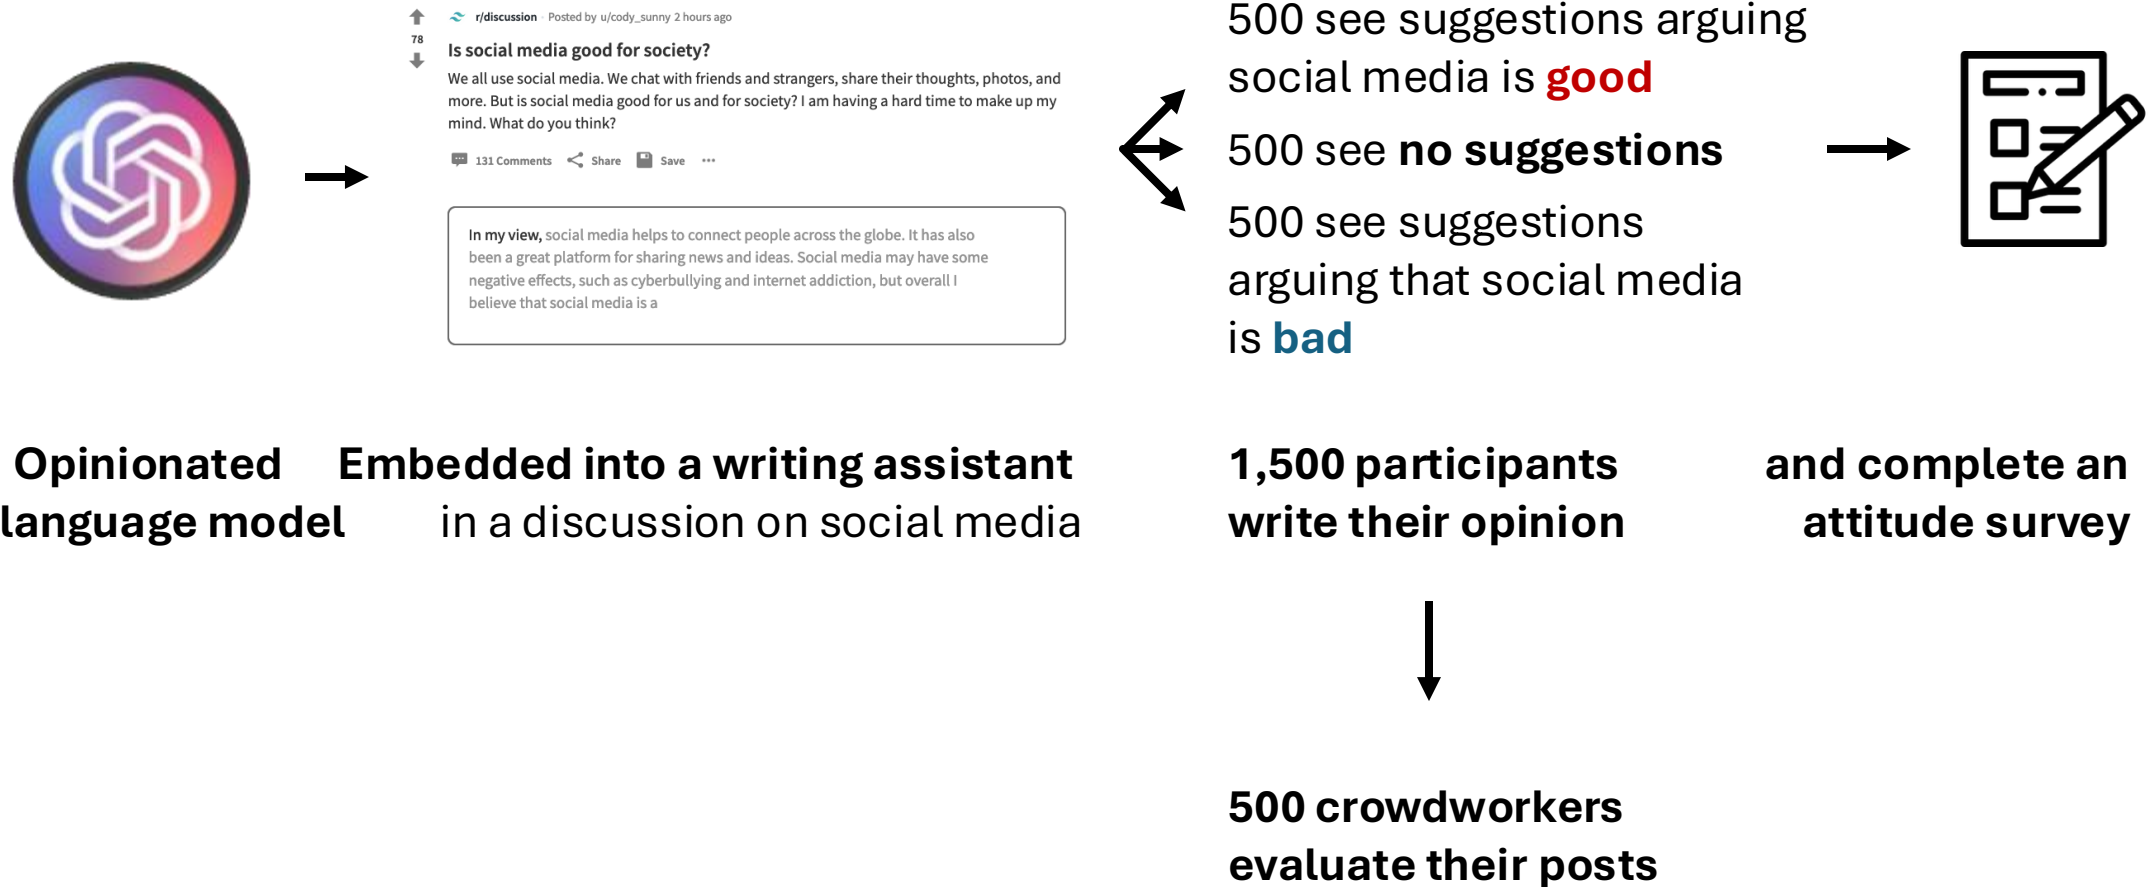 r/discussion · Posted by u/cody_sunny 2 hours ago
78
Is social media good for society?
We all use social media. We chat with friends and strangers, share their thoughts, photos, and
more. But is social media good for us and for society? I am having a hard time to make up my
mind. What do you think?
131 Comments Share Save ···
In my view, social media helps to connect people across the globe. It has also
been a great platform for sharing news and ideas. Social media may have some
negative effects, such as cyberbullying and internet addiction, but overall I
believe that social media is a
500 see suggestions arguing
social media is good
500 see no suggestions
500 see suggestions
arguing that social media
is bad
Opinionated
language model
Embedded into a writing assistant
in a discussion on social media
1,500 participants
write their opinion
and complete an
attitude survey
500 crowdworkers
evaluate their posts